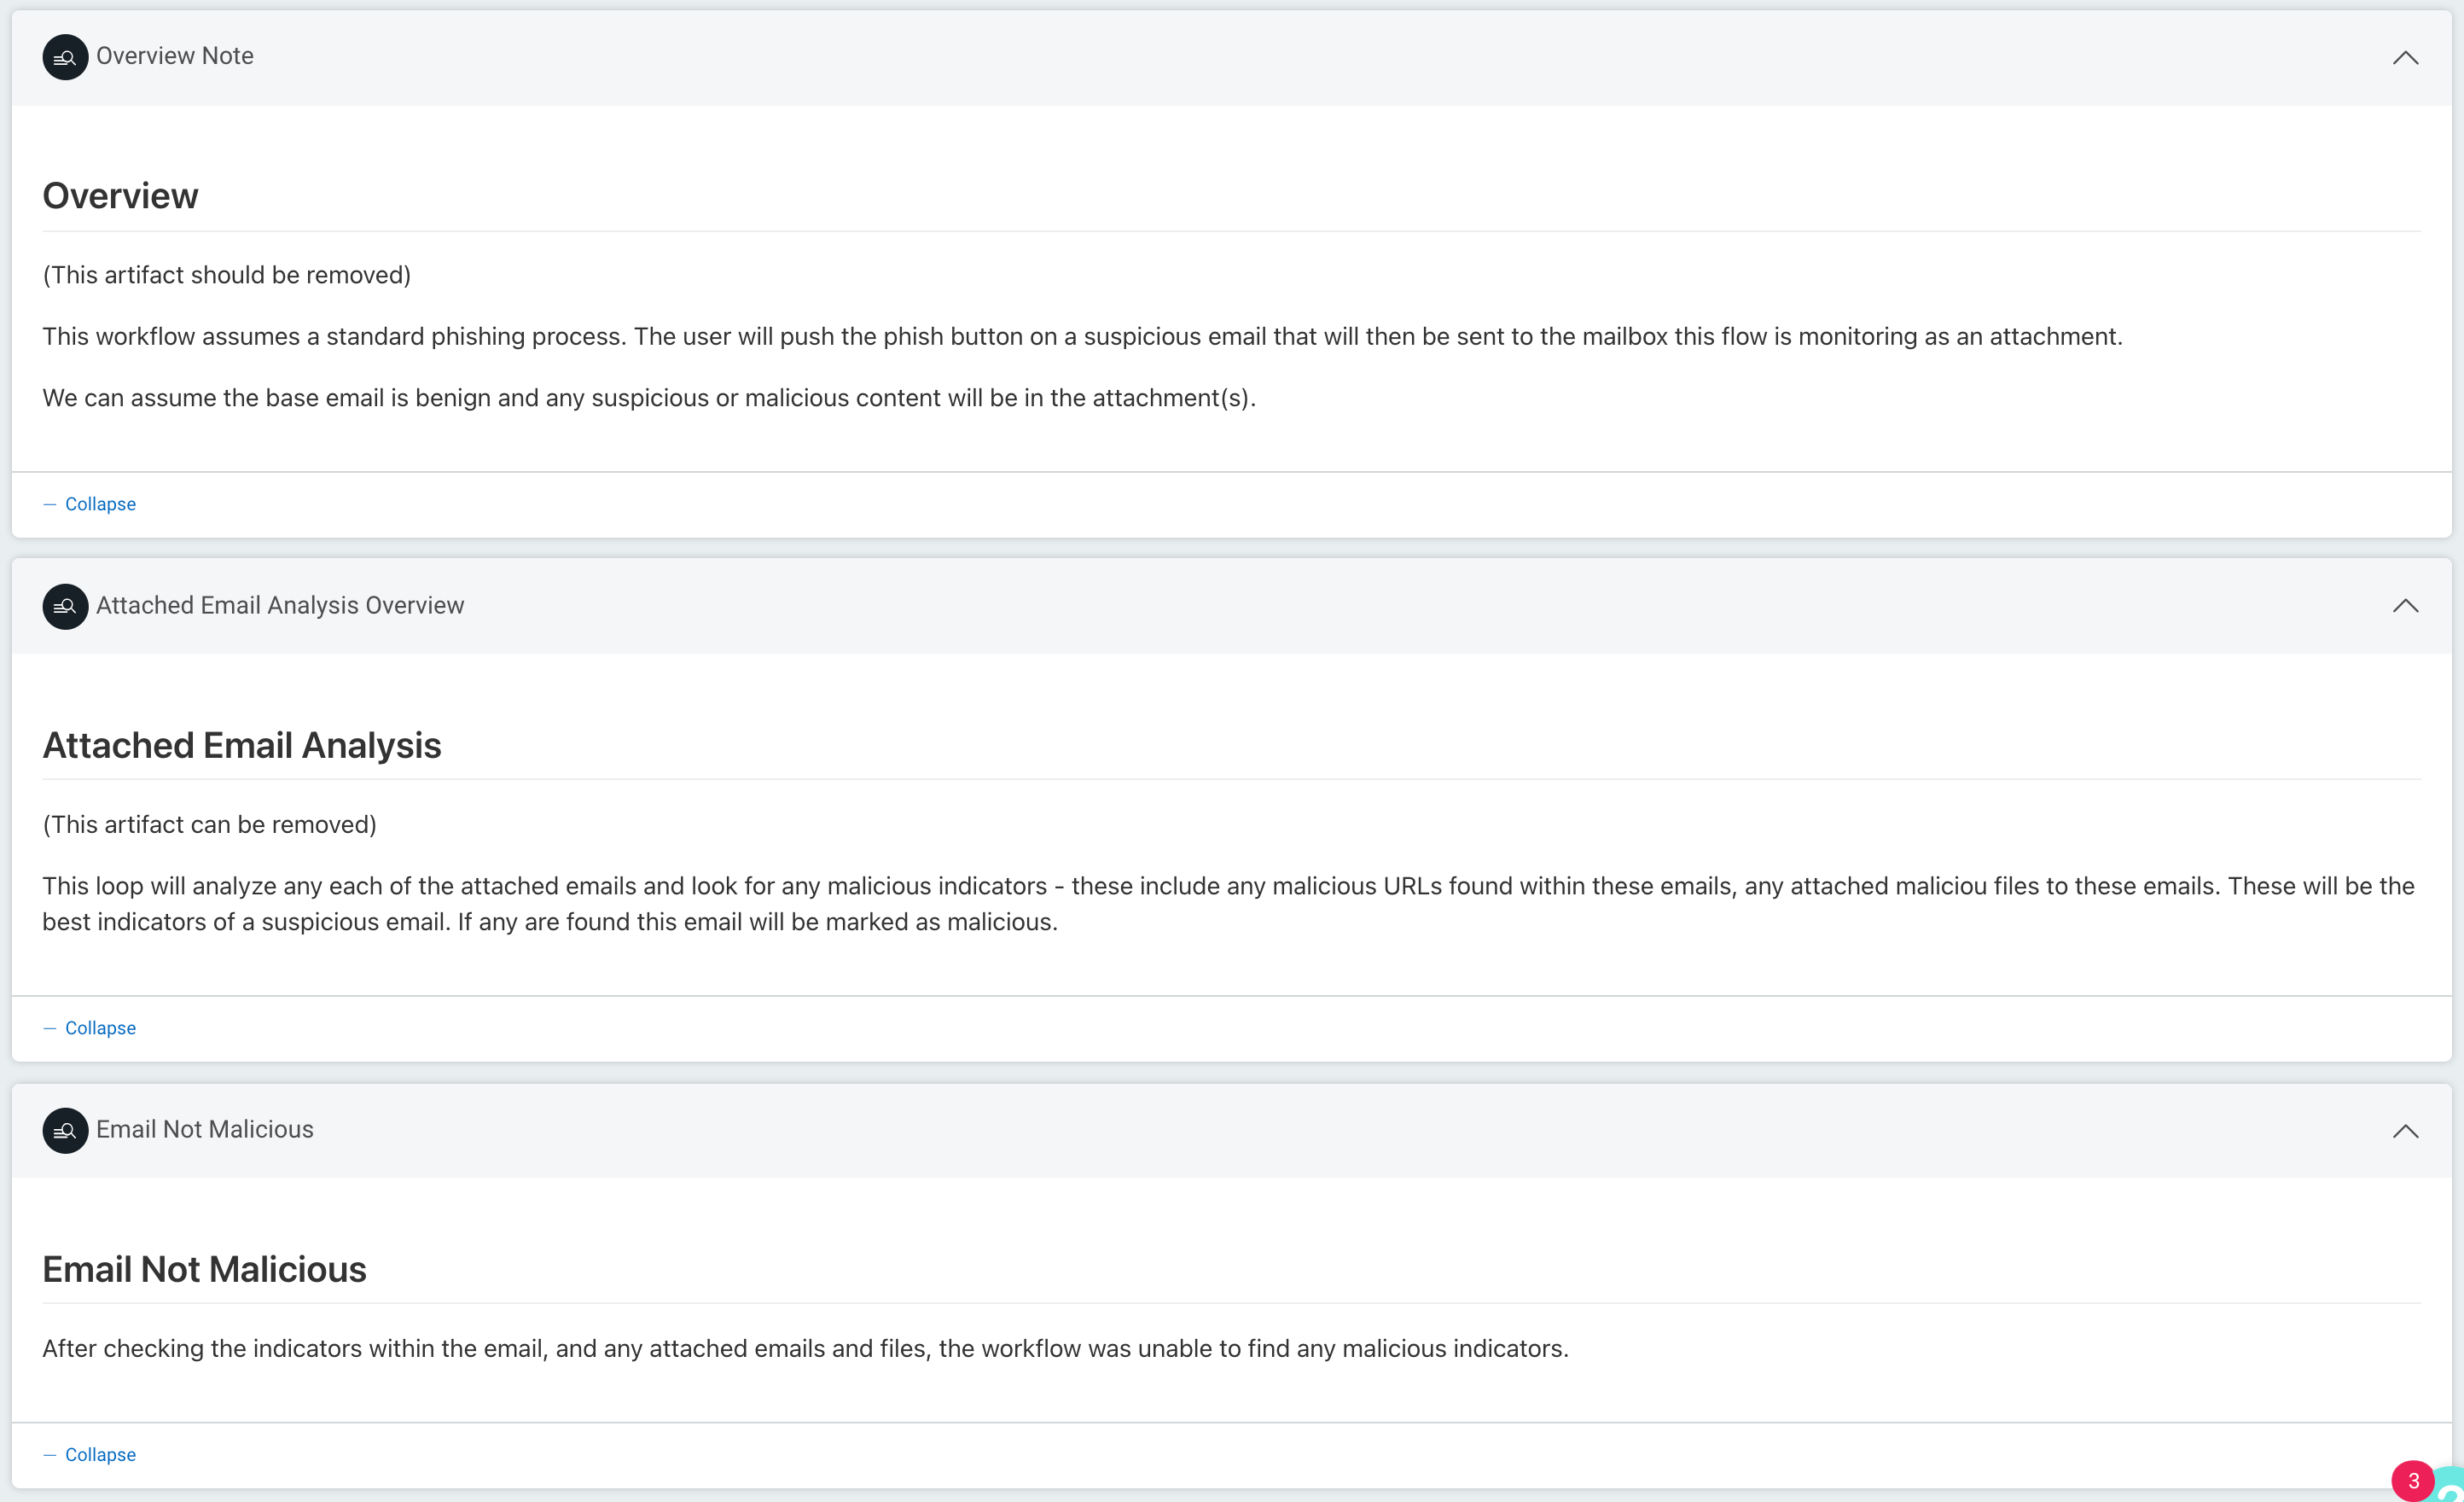 Overview Note
Overview
(This artifact should be removed)
This workflow assumes a standard phishing process. The user will push the phish button on a suspicious email that will then be sent to the mailbox this flow is monitoring as an attachment.
We can assume the base email is benign and any suspicious or malicious content will be in the attachment(s).
— Collapse
Attached Email Analysis Overview
Attached Email Analysis
(This artifact can be removed)
This loop will analyze any each of the attached emails and look for any malicious indicators - these include any malicious URLs found within these emails, any attached maliciou files to these emails. These will be the
best indicators of a suspicious email. If any are found this email will be marked as malicious.
— Collapse
Email Not Malicious
Email Not Malicious
After checking the indicators within the email, and any attached emails and files, the workflow was unable to find any malicious indicators.
— Collapse
3